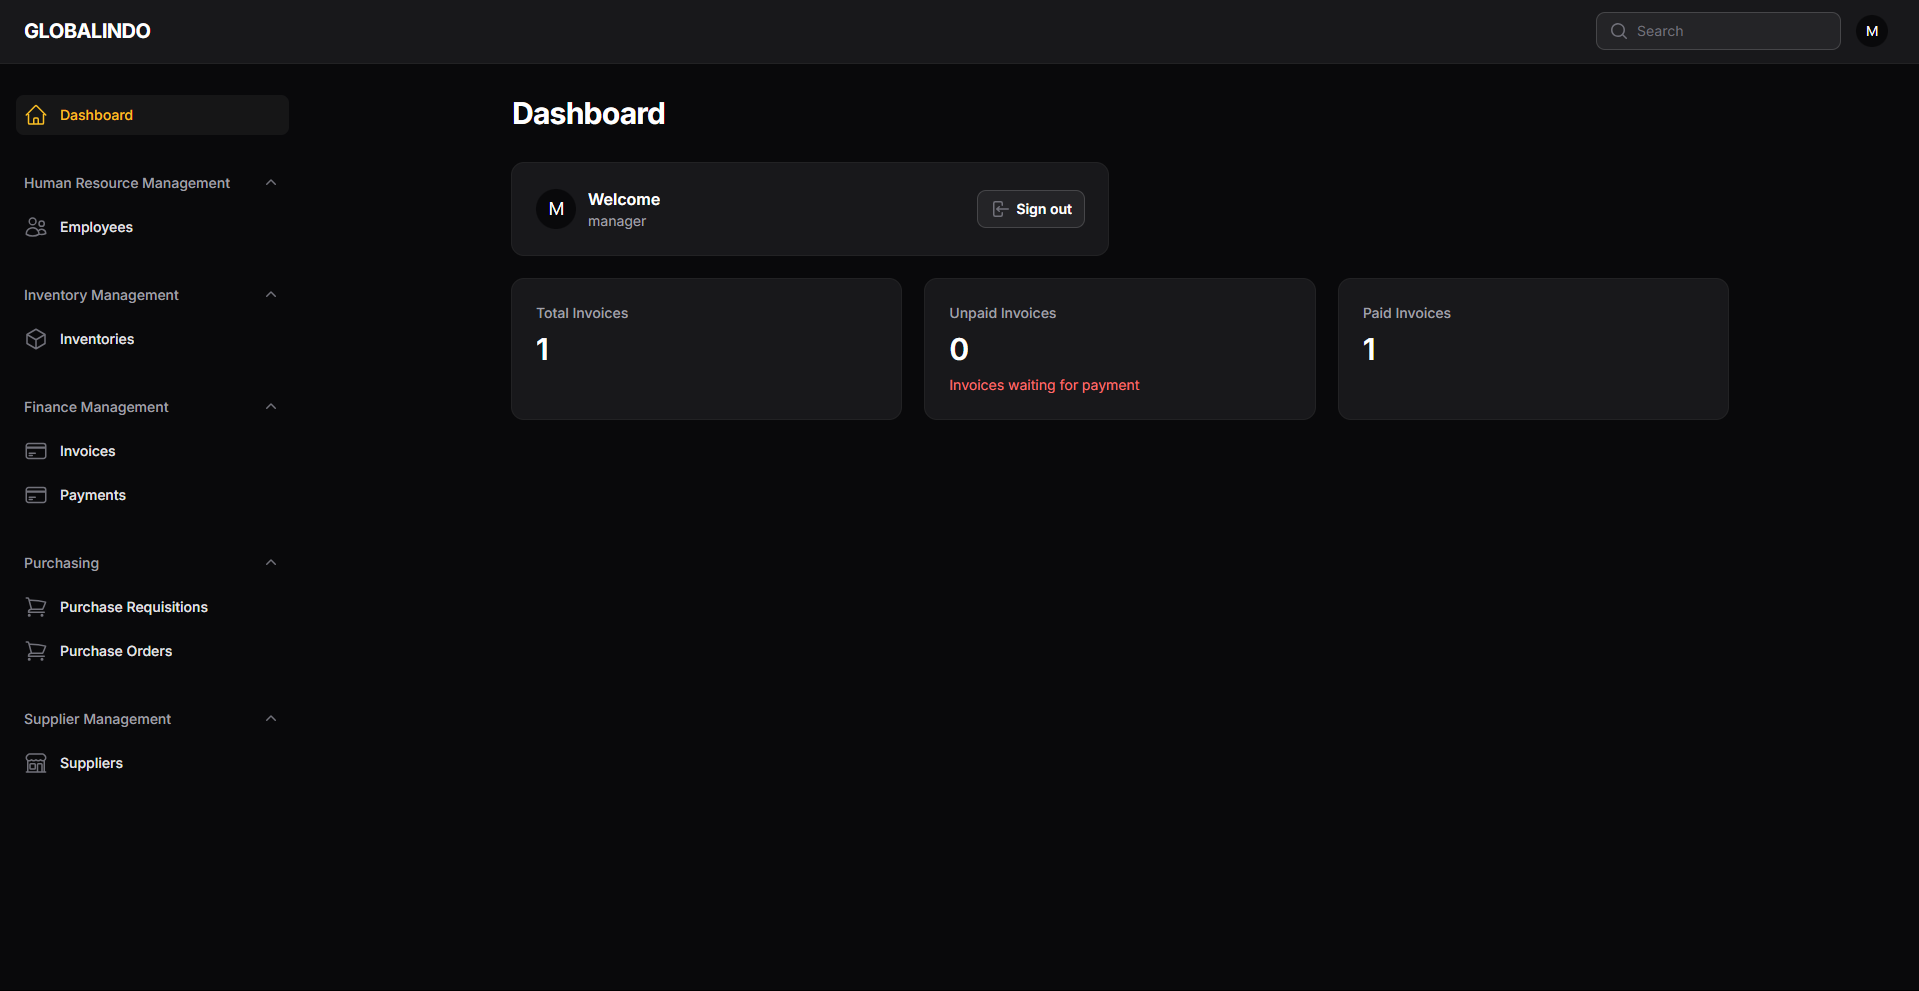 GLOBALINDO
Search
M
Dashboard
Human Resource Management
Employees
Inventory Management
Inventories
Finance Management
Invoices
Payments
Purchasing
Purchase Requisitions
Purchase Orders
Supplier Management
Suppliers
Dashboard
M
Welcome
manager
Sign out
Total Invoices
1
Unpaid Invoices
0
Invoices waiting for payment
Paid Invoices
1